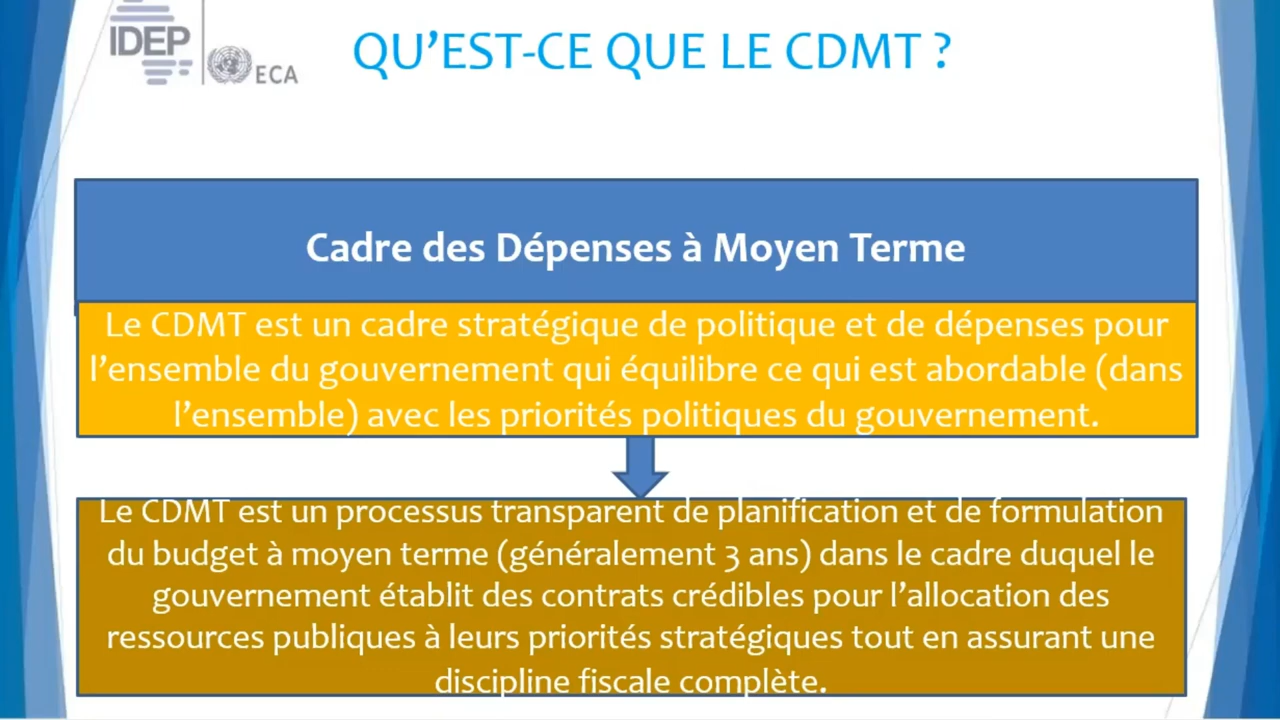 IDEP
ECA
QU’EST-CE QUE LE CDMT ?
Cadre des Dépenses à Moyen Terme
Le CDMT est un cadre stratégique de politique et de dépenses pour
l’ensemble du gouvernement qui équilibre ce qui est abordable (dans
l’ensemble) avec les priorités politiques du gouvernement.
Le CDMT est un processus transparent de planification et de formulation
du budget à moyen terme (généralement 3 ans) dans le cadre duquel le
gouvernement établit des contrats crédibles pour l’allocation des
ressources publiques à leurs priorités stratégiques tout en assurant une
discipline fiscale complète.